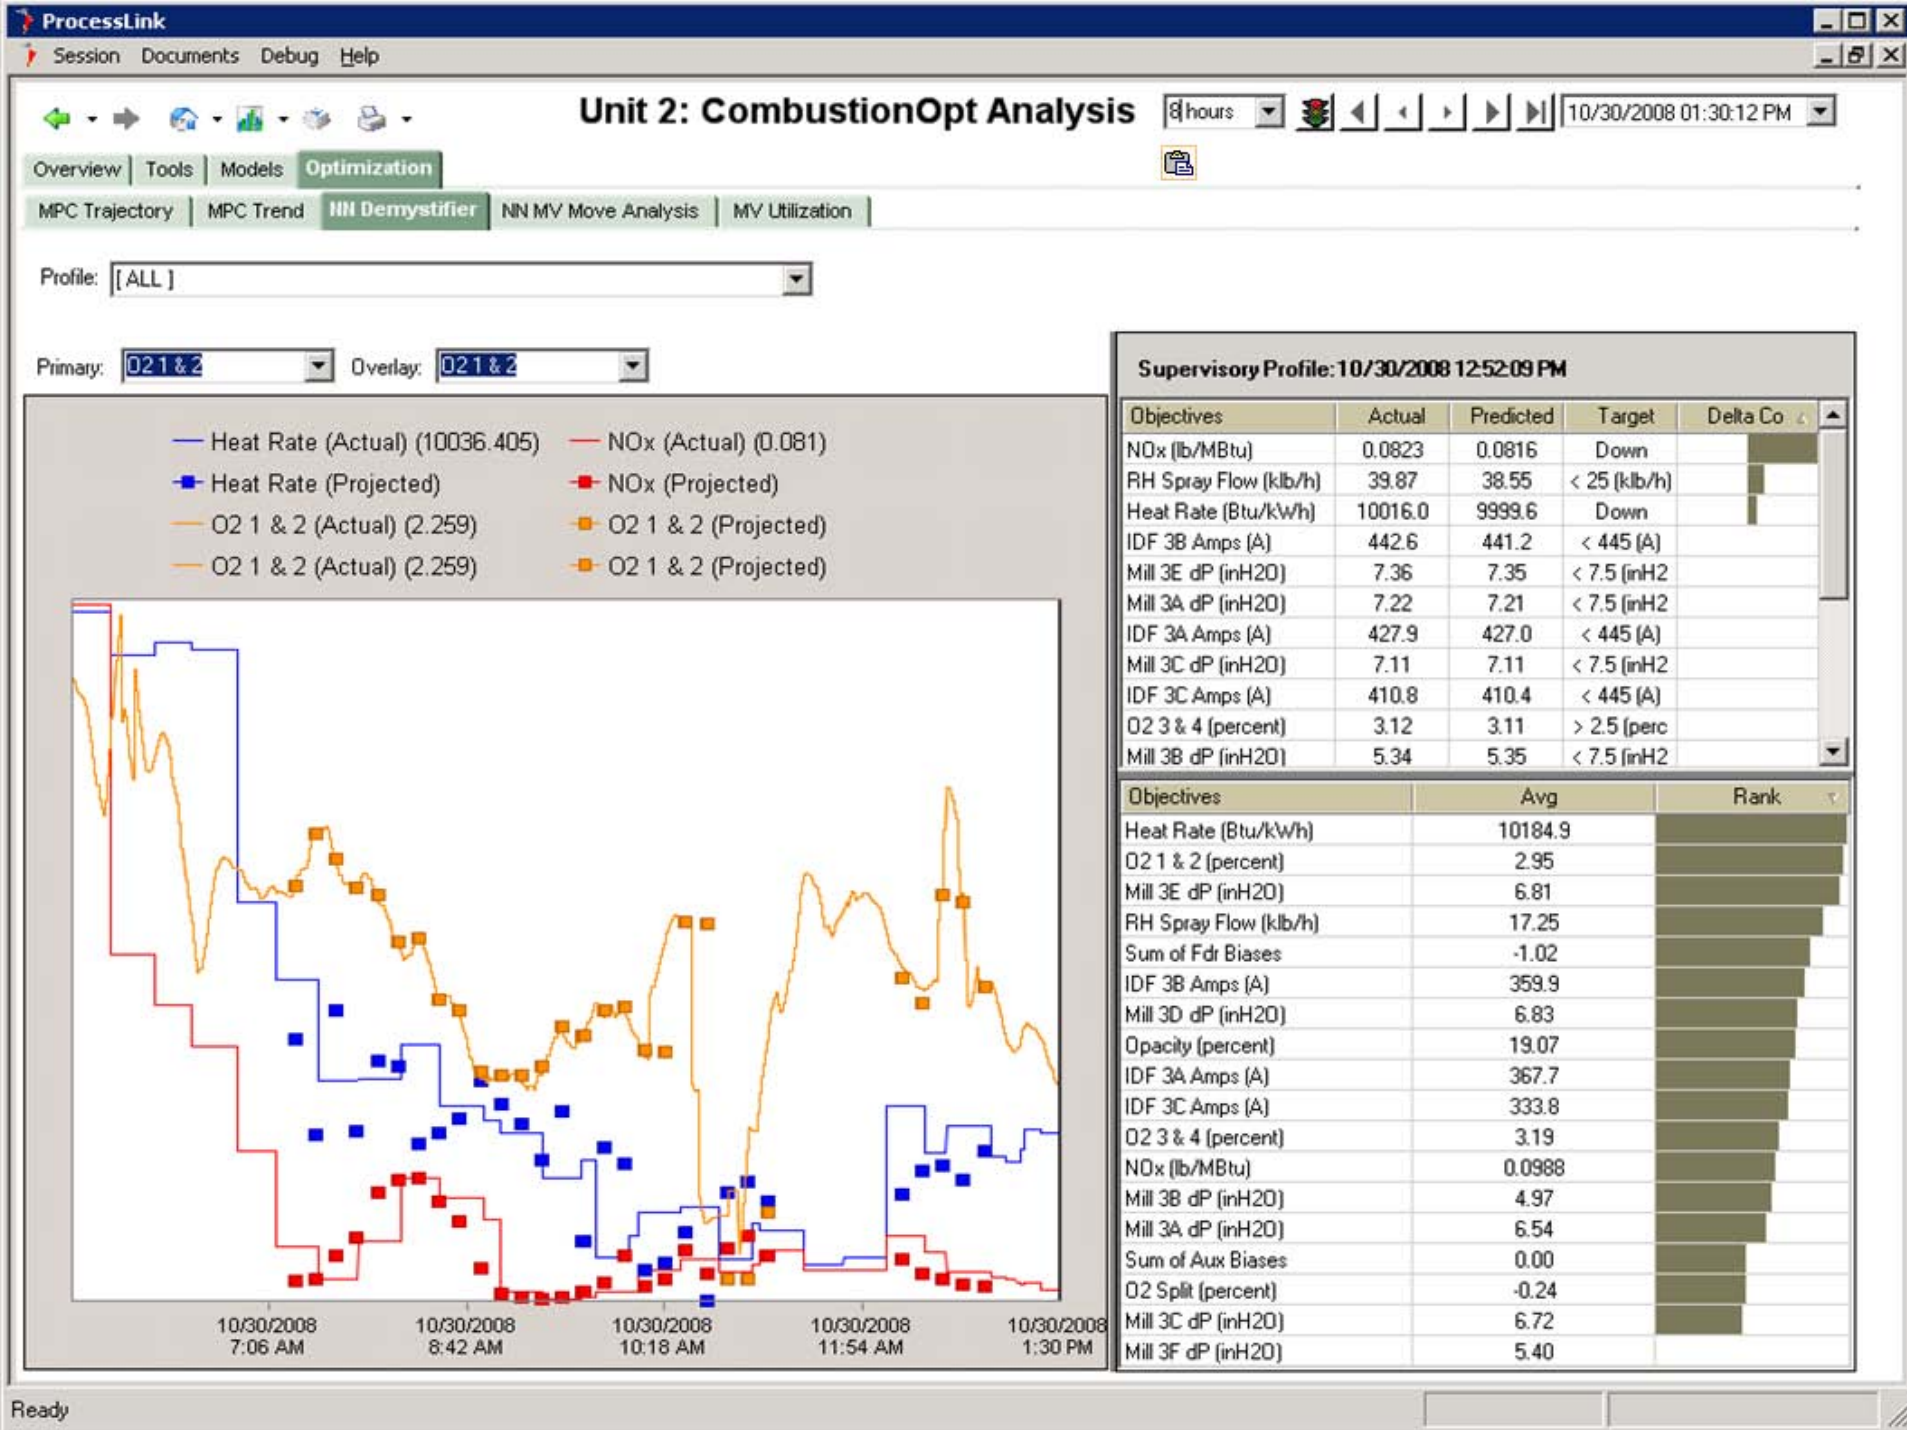 ProcessLink
Session Documents Debug Help
Unit 2: CombustionOpt Analysis
8 hours
10/30/2008 01:30:12 PM
Overview Tools Models Optimization
MPC Trajectory MPC Trend NN Demystifier NN MV Move Analysis MV Utilization
Profile: [ ALL ]
Primary: O2 1 & 2 Overlay: O2 1 & 2
Heat Rate (Actual) (10036.405) NOx (Actual) (0.081)
Heat Rate (Projected) NOx (Projected)
O2 1 & 2 (Actual) (2.259) O2 1 & 2 (Projected)
O2 1 & 2 (Actual) (2.259) O2 1 & 2 (Projected)
10/30/2008 10/30/2008 10/30/2008 10/30/2008 10/30/2008
7:06 AM 8:42 AM 10:18 AM 11:54 AM 1:30 PM
Supervisory Profile: 10/30/2008 12:52:09 PM
Objectives Actual Predicted Target Delta Co
NOx (lb/MBtu) 0.0823 0.0816 Down
RH Spray Flow (klb/h) 39.87 38.55 < 25 (klb/h)
Heat Rate (Btu/kWh) 10016.0 9999.6 Down
IDF 3B Amps (A) 442.6 441.2 < 445 (A)
Mill 3E dP (inH2O) 7.36 7.35 < 7.5 (inH2
Mill 3A dP (inH2O) 7.22 7.21 < 7.5 (inH2
IDF 3A Amps (A) 427.9 427.0 < 445 (A)
Mill 3C dP (inH2O) 7.11 7.11 < 7.5 (inH2
IDF 3C Amps (A) 410.8 410.4 < 445 (A)
O2 3 & 4 (percent) 3.12 3.11 > 2.5 (perc
Mill 3B dP (inH2O) 5.34 5.35 < 7.5 (inH2
Objectives Avg Rank
Heat Rate (Btu/kWh) 10184.9
O2 1 & 2 (percent) 2.95
Mill 3E dP (inH2O) 6.81
RH Spray Flow (klb/h) 17.25
Sum of Fdr Biases -1.02
IDF 3B Amps (A) 359.9
Mill 3D dP (inH2O) 6.83
Opacity (percent) 19.07
IDF 3A Amps (A) 367.7
IDF 3C Amps (A) 333.8
O2 3 & 4 (percent) 3.19
NOx (lb/MBtu) 0.0988
Mill 3B dP (inH2O) 4.97
Mill 3A dP (inH2O) 6.54
Sum of Aux Biases 0.00
O2 Split (percent) -0.24
Mill 3C dP (inH2O) 6.72
Mill 3F dP (inH2O) 5.40
Ready